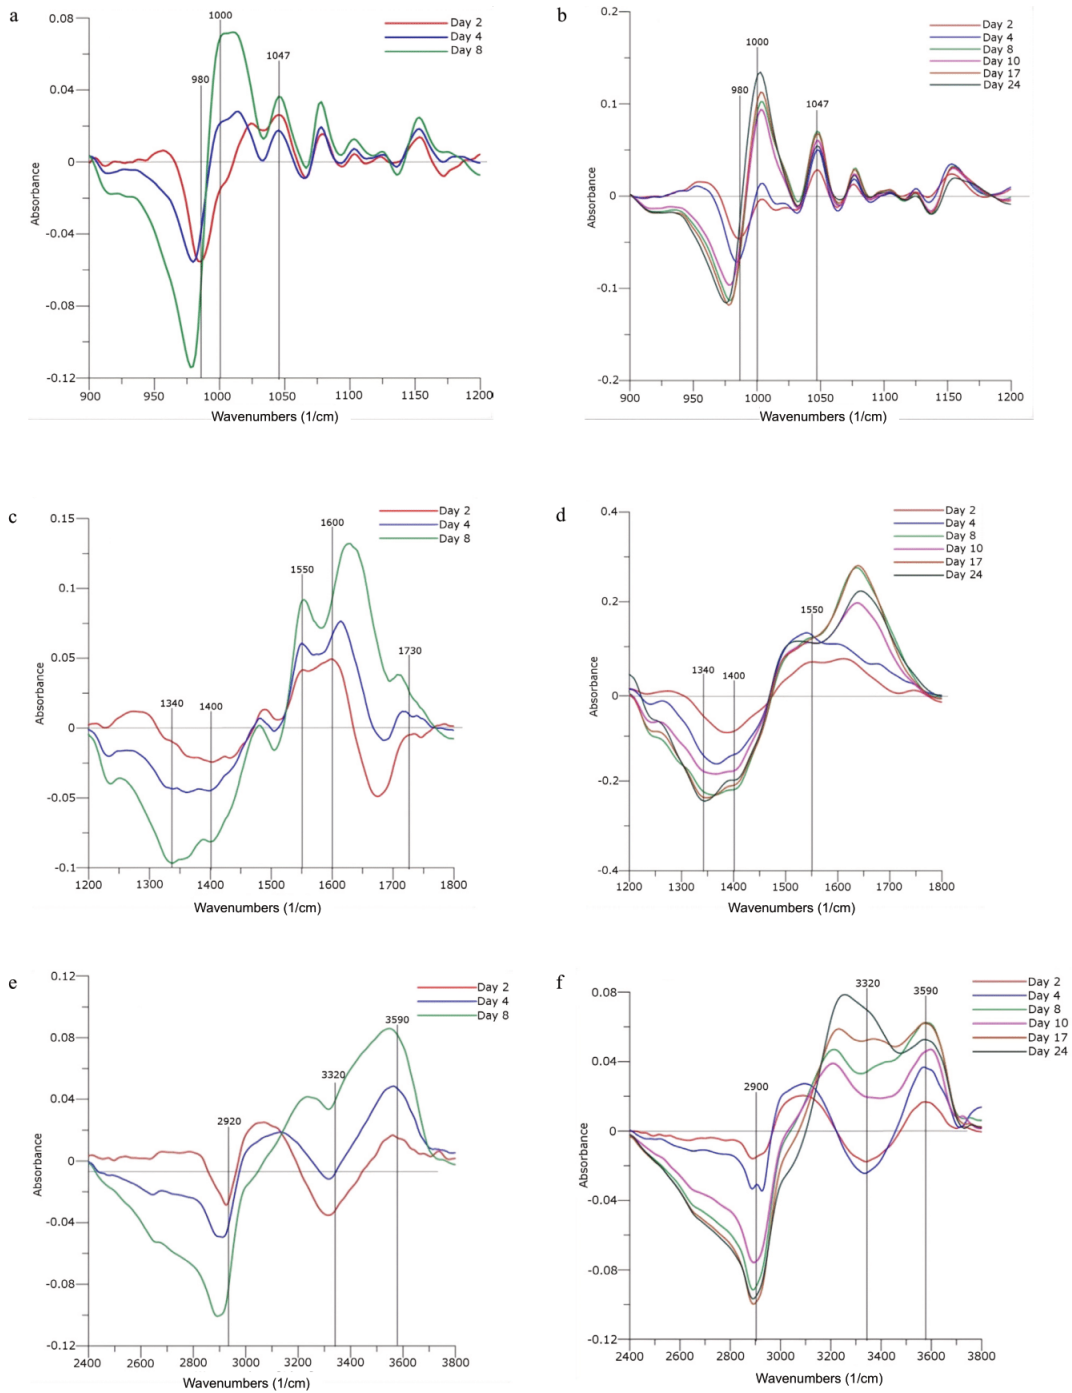 a
0.08
0.04
0
-0.04
-0.08
-0.12
Absorbance
980
1000
1047
Day 2
Day 4
Day 8
900
950
1000
1050
1100
1150
1200
Wavenumbers (1/cm)
b
0.2
0.1
0
-0.1
-0.2
Absorbance
980
1000
1047
Day 2
Day 4
Day 8
Day 10
Day 17
Day 24
900
950
1000
1050
1100
1150
1200
Wavenumbers (1/cm)
c
0.15
0.1
0.05
0
-0.05
-0.1
Absorbance
1340
1400
1550
1600
1730
Day 2
Day 4
Day 8
1200
1300
1400
1500
1600
1700
1800
Wavenumbers (1/cm)
d
0.4
0.2
0
-0.2
-0.4
Absorbance
1340
1400
1550
Day 2
Day 4
Day 8
Day 10
Day 17
Day 24
1200
1300
1400
1500
1600
1700
1800
Wavenumbers (1/cm)
e
0.12
0.08
0.04
0
-0.04
-0.08
-0.12
Absorbance
2920
3320
3590
Day 2
Day 4
Day 8
2400
2600
2800
3000
3200
3400
3600
3800
Wavenumbers (1/cm)
f
0.08
0.04
0
-0.04
-0.08
-0.12
Absorbance
2900
3320
3590
Day 2
Day 4
Day 8
Day 10
Day 17
Day 24
2400
2600
2800
3000
3200
3400
3600
3800
Wavenumbers (1/cm)